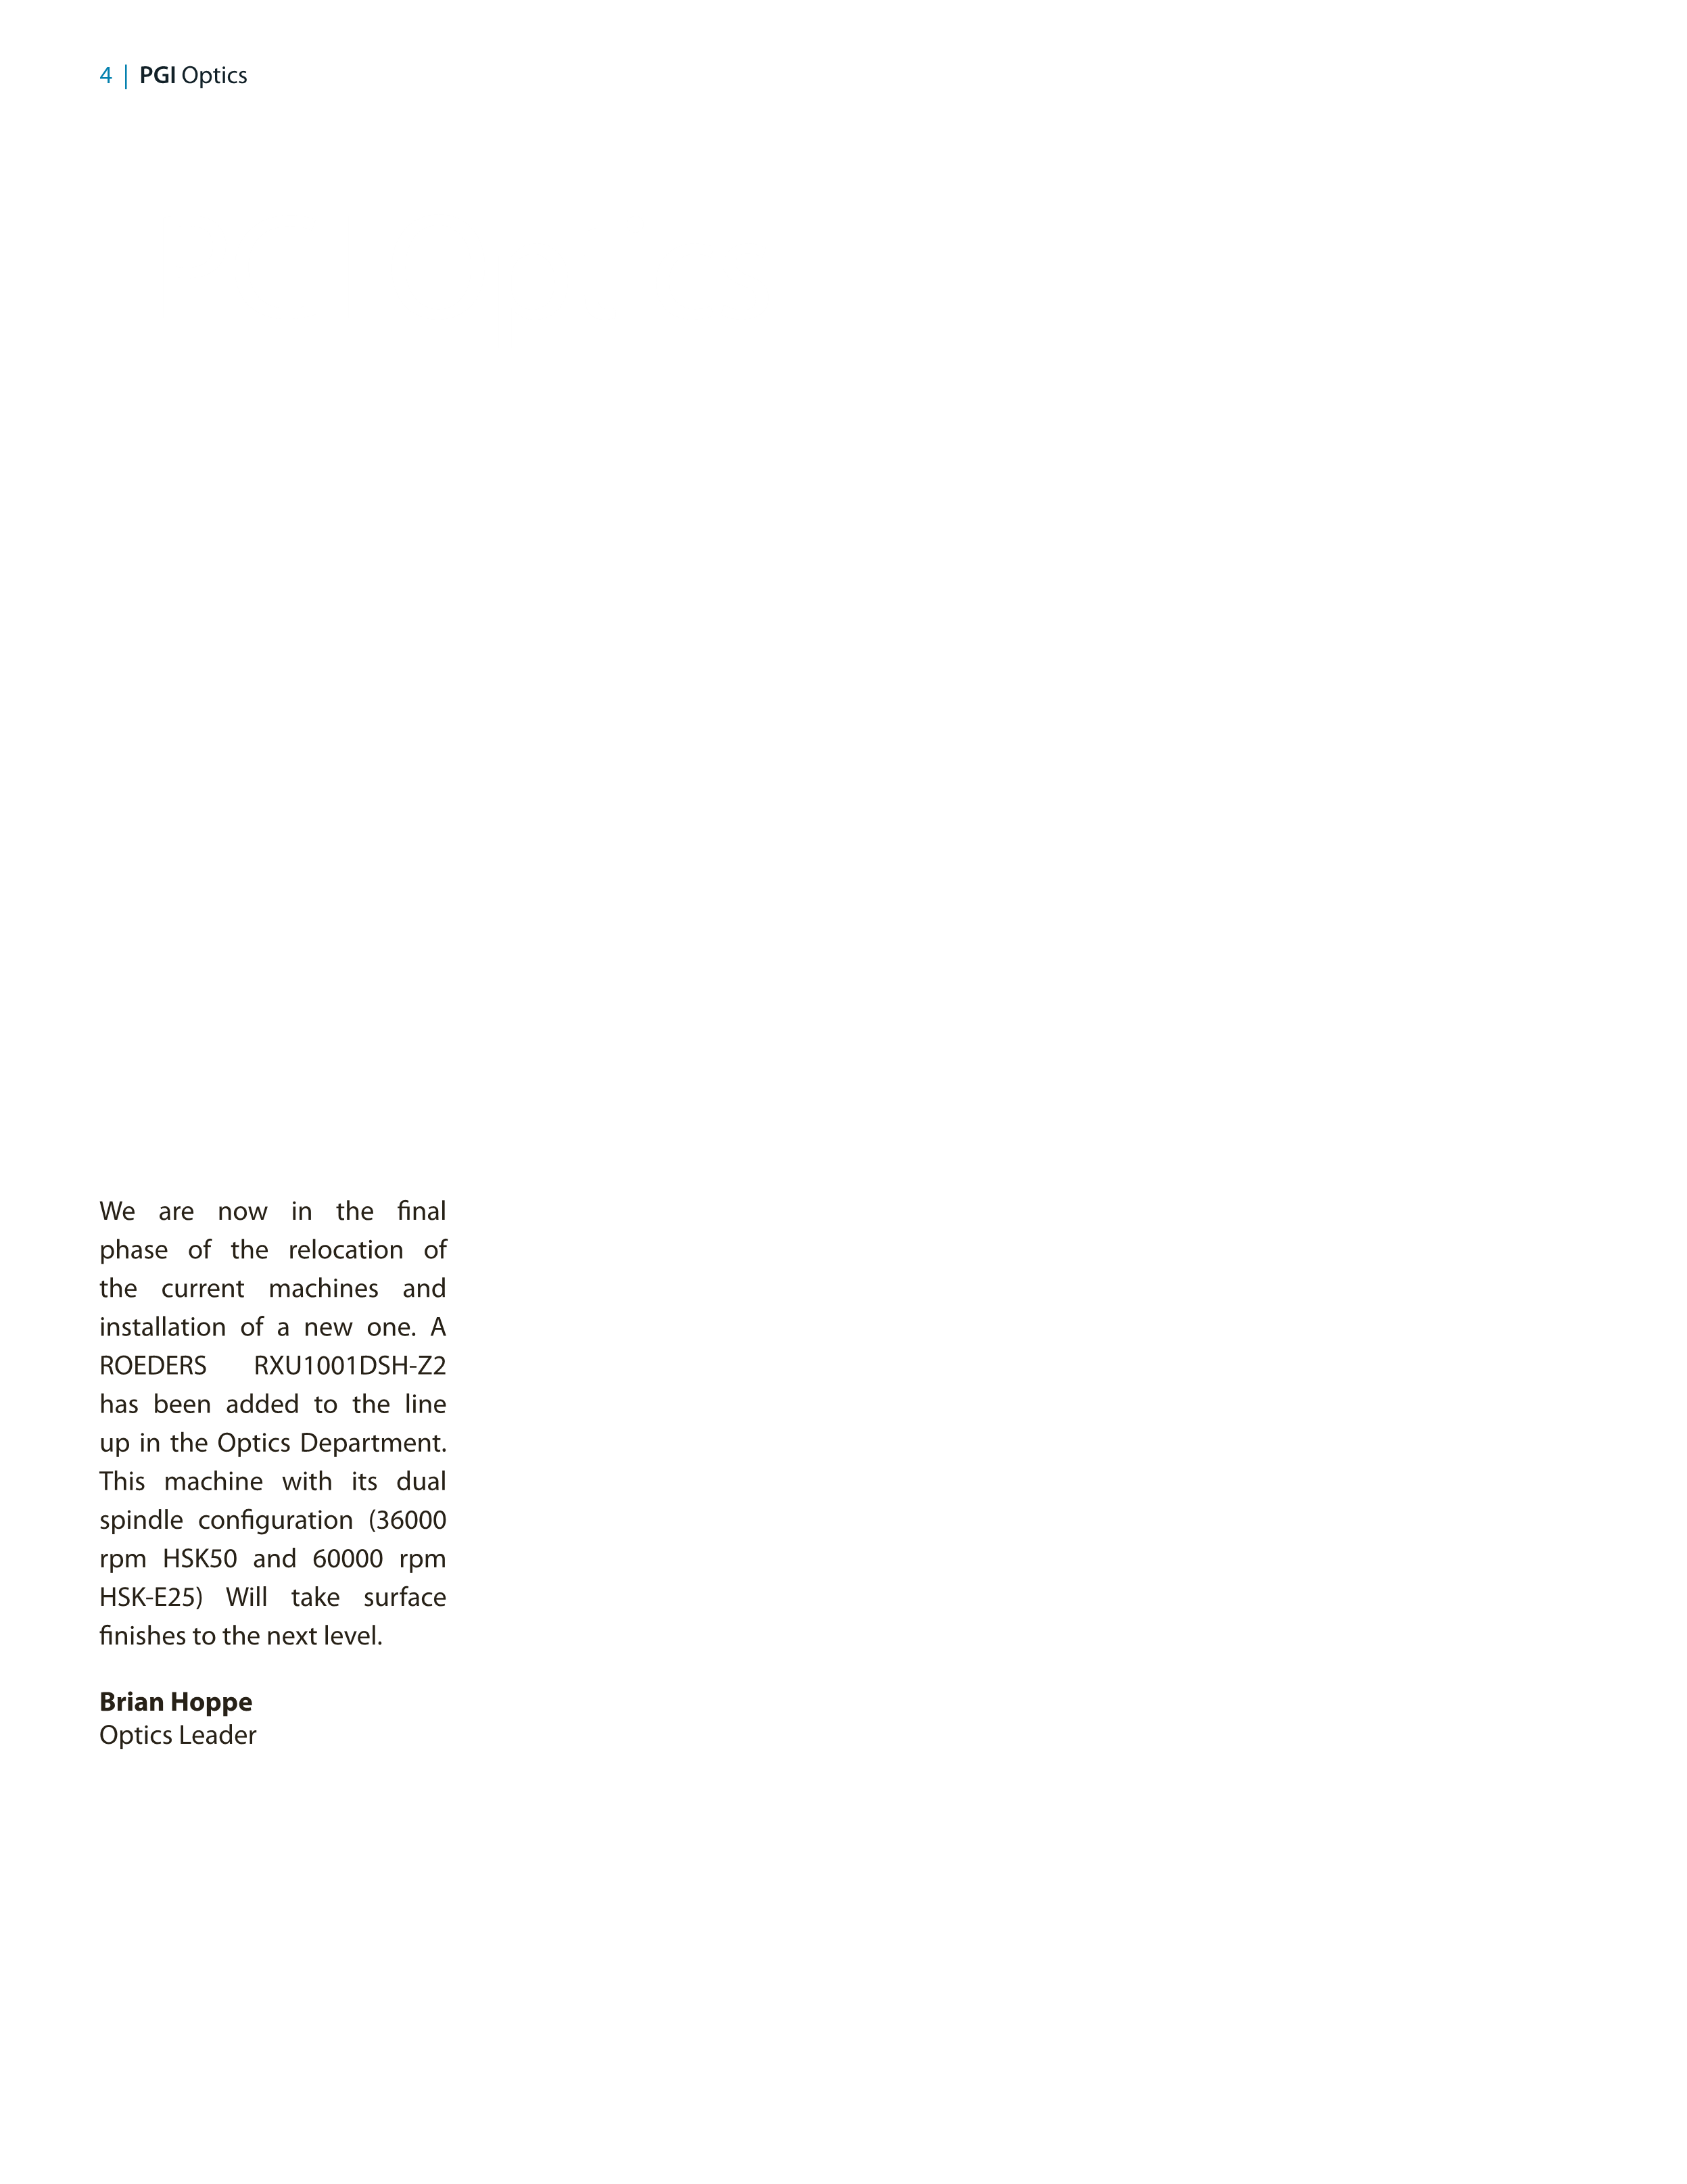 4 | PGI Optics
We are now in the final
phase of the relocation of
the current machines and
installation of a new one. A
ROEDERS RXU1001DSH-Z2
has been added to the line
up in the Optics Department.
This machine with its dual
spindle configuration (36000
rpm HSK50 and 60000 rpm
HSK-E25) Will take surface
finishes to the next level.
Brian Hoppe
Optics Leader